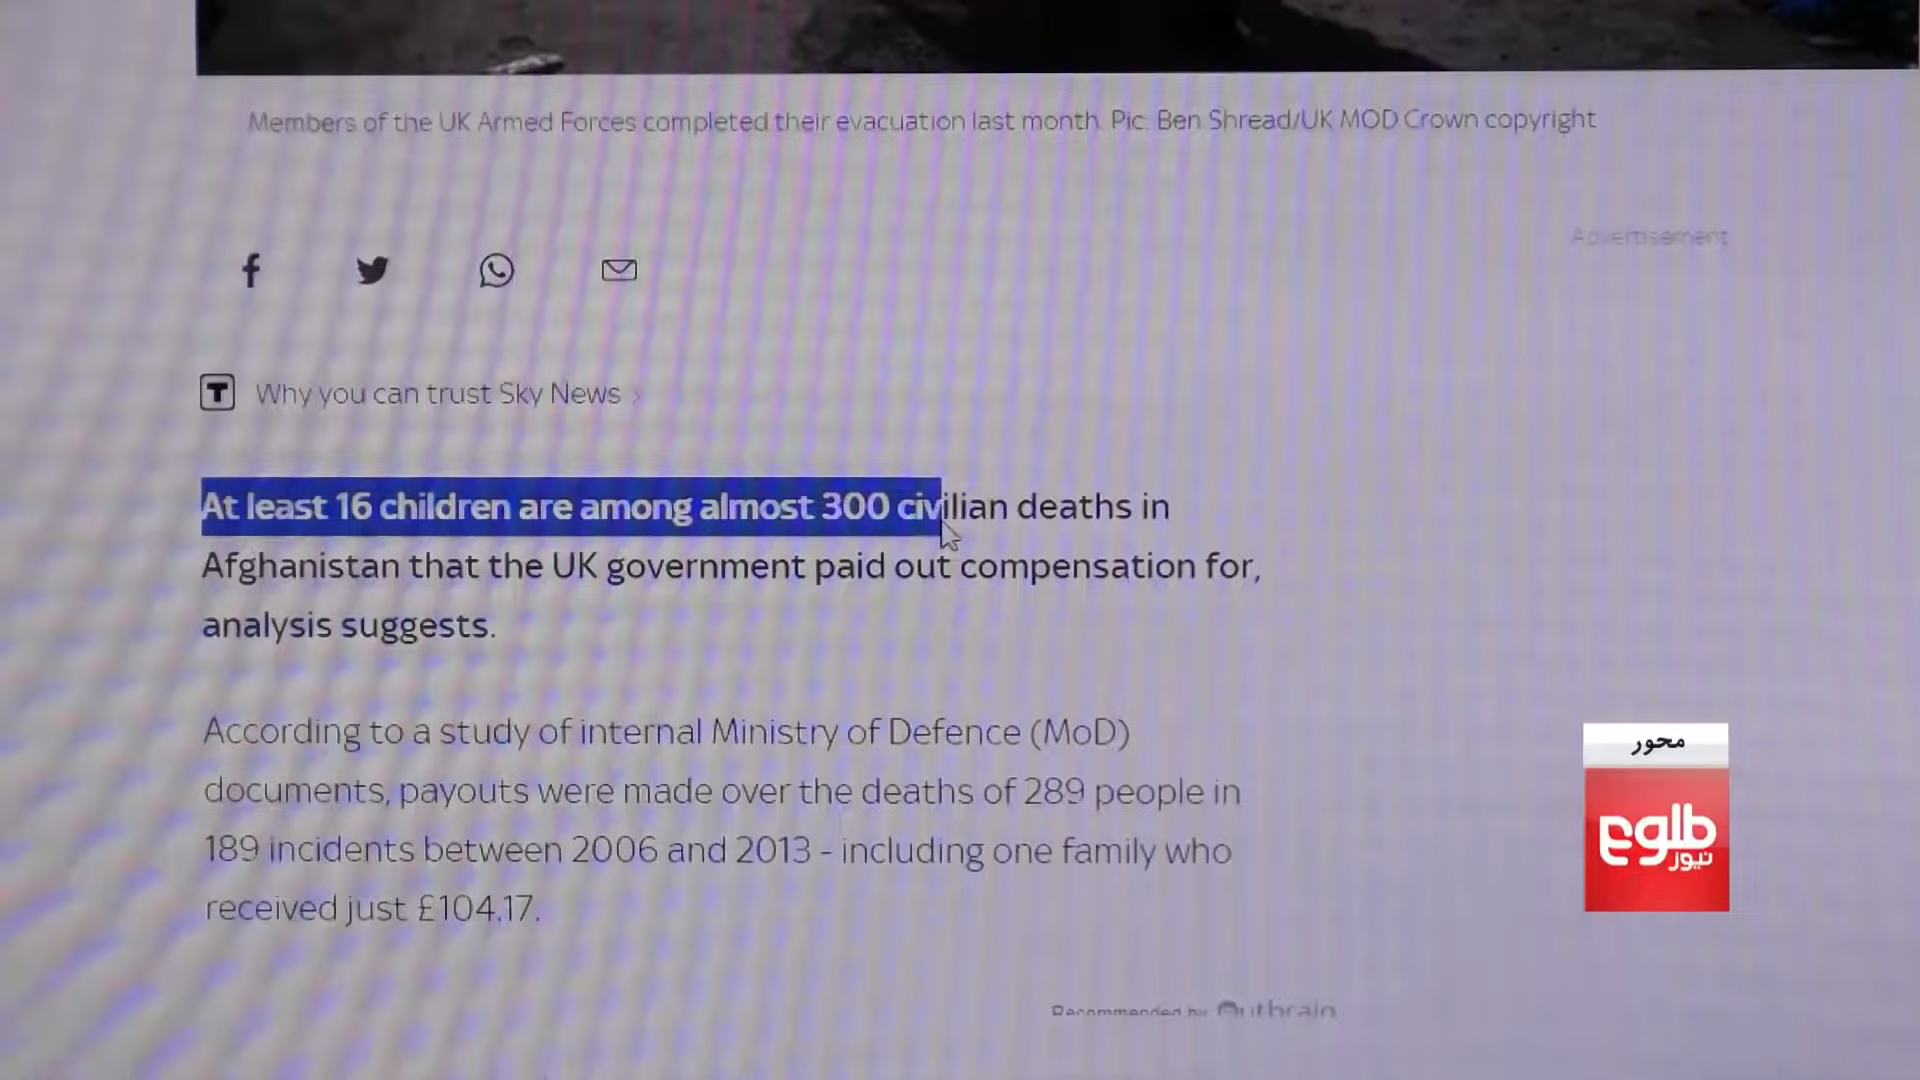 Members of the UK Armed Forces completed their evacuation last month. Pic: Ben Shread/UK MOD Crown copyright
Advertisement
Why you can trust Sky News >
At least 16 children are among almost 300 civilian deaths in
Afghanistan that the UK government paid out compensation for,
analysis suggests.
According to a study of internal Ministry of Defence (MoD)
documents, payouts were made over the deaths of 289 people in
189 incidents between 2006 and 2013 - including one family who
received just £104.17.
محور
طلوع
نیوز
Recommended by Outbrain